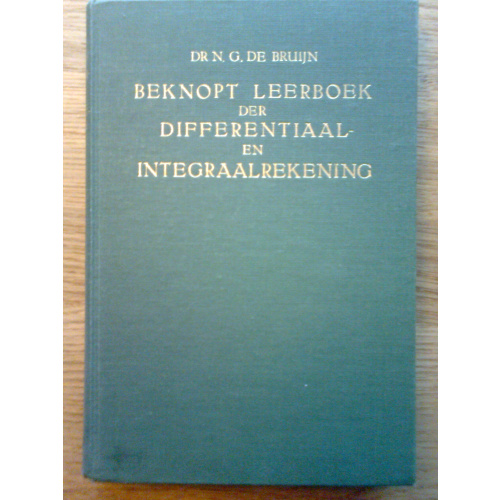 DR N. G. DE BRUIJN
BEKNOPT LEERBOEK
DER
DIFFERENTIAAL-
EN
INTEGRAALREKENING